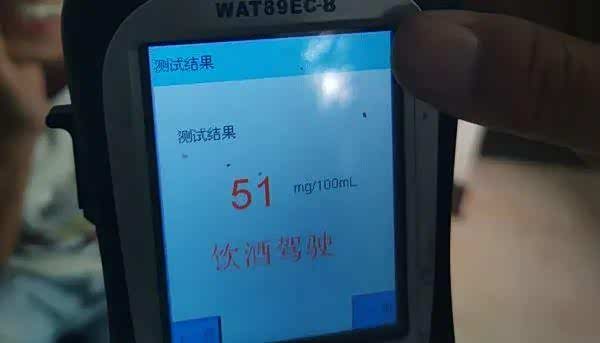 WAT89EC-8
测试结果
测试结果
51 mg/100mL
饮酒驾驶